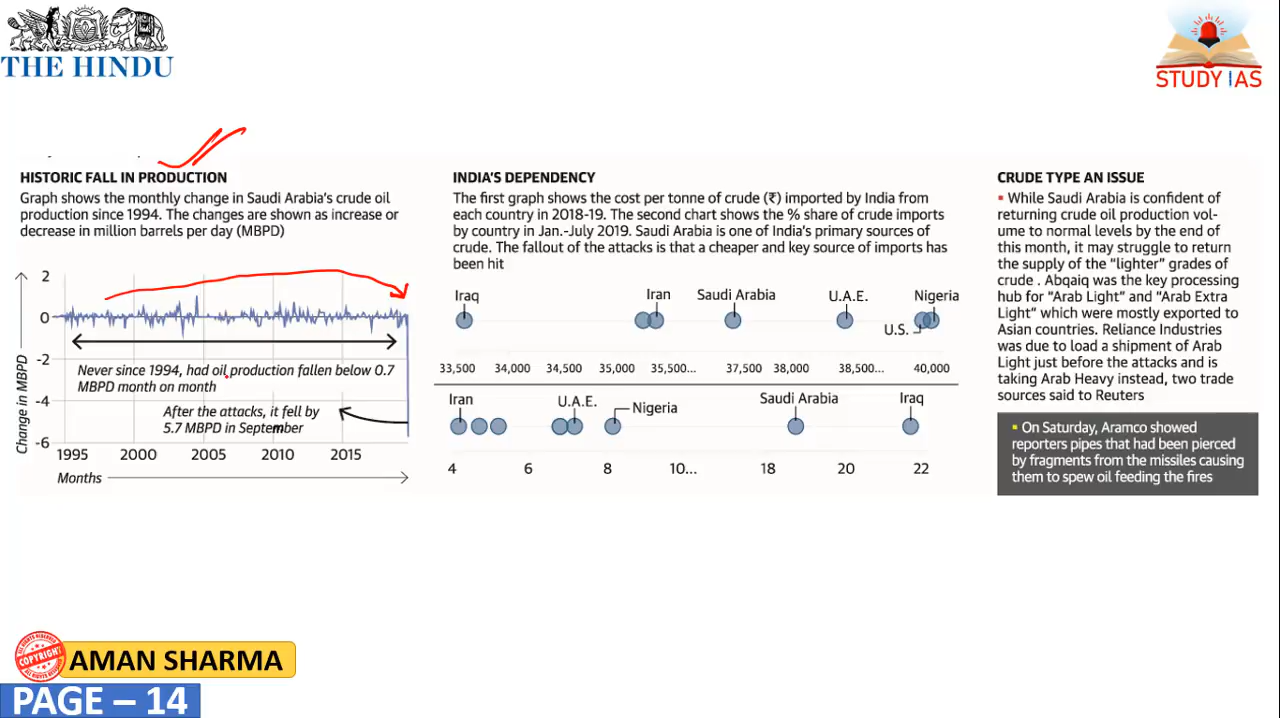 THE HINDU
STUDY IAS
HISTORIC FALL IN PRODUCTION
Graph shows the monthly change in Saudi Arabia's crude oil
production since 1994. The changes are shown as increase or
decrease in million barrels per day (MBPD)
Change in MBPD
2
0
-2
-4
-6
Never since 1994, had oil production fallen below 0.7
MBPD month on month
After the attacks, it fell by
5.7 MBPD in September
1995 2000 2005 2010 2015
Months
INDIA'S DEPENDENCY
The first graph shows the cost per tonne of crude (₹) imported by India from
each country in 2018-19. The second chart shows the % share of crude imports
by country in Jan.-July 2019. Saudi Arabia is one of India's primary sources of
crude. The fallout of the attacks is that a cheaper and key source of imports has
been hit
Iraq Iran Saudi Arabia U.A.E. Nigeria
U.S.
33,500 34,000 34,500 35,000 35,500... 37,500 38,000 38,500... 40,000
Iran U.A.E. Nigeria Saudi Arabia Iraq
4 6 8 10... 18 20 22
CRUDE TYPE AN ISSUE
▪ While Saudi Arabia is confident of
returning crude oil production vol-
ume to normal levels by the end of
this month, it may struggle to return
the supply of the "lighter" grades of
crude . Abqaiq was the key processing
hub for "Arab Light" and "Arab Extra
Light" which were mostly exported to
Asian countries. Reliance Industries
was due to load a shipment of Arab
Light just before the attacks and is
taking Arab Heavy instead, two trade
sources said to Reuters
▪ On Saturday, Aramco showed
reporters pipes that had been pierced
by fragments from the missiles causing
them to spew oil feeding the fires
COPYRIGHT
AMAN SHARMA
PAGE – 14